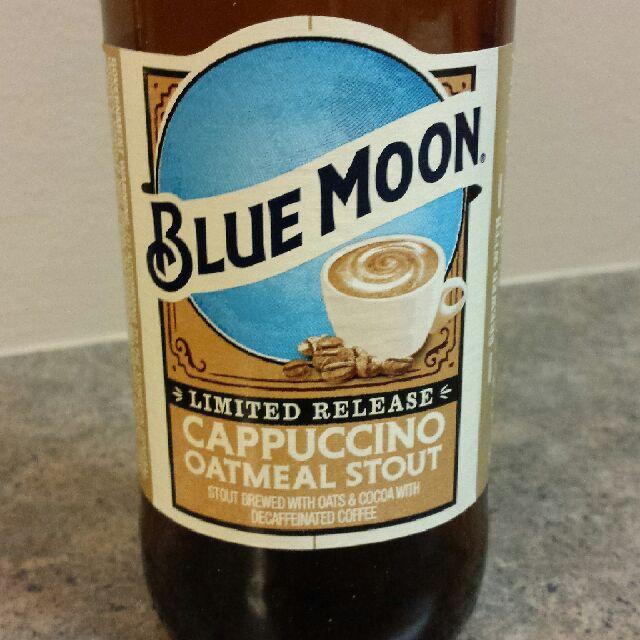 BLUE MOON®
LIMITED RELEASE
CAPPUCCINO
OATMEAL STOUT
STOUT BREWED WITH OATS & COCOA WITH
DECAFFEINATED COFFEE